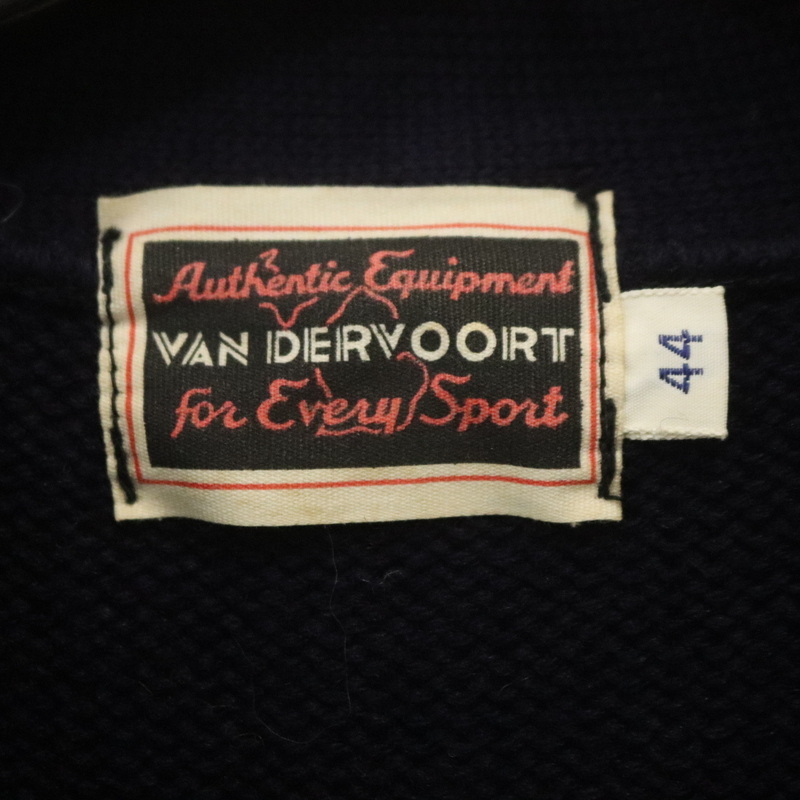 Authentic Equipment
VAN DERVOORT
for Every Sport
44